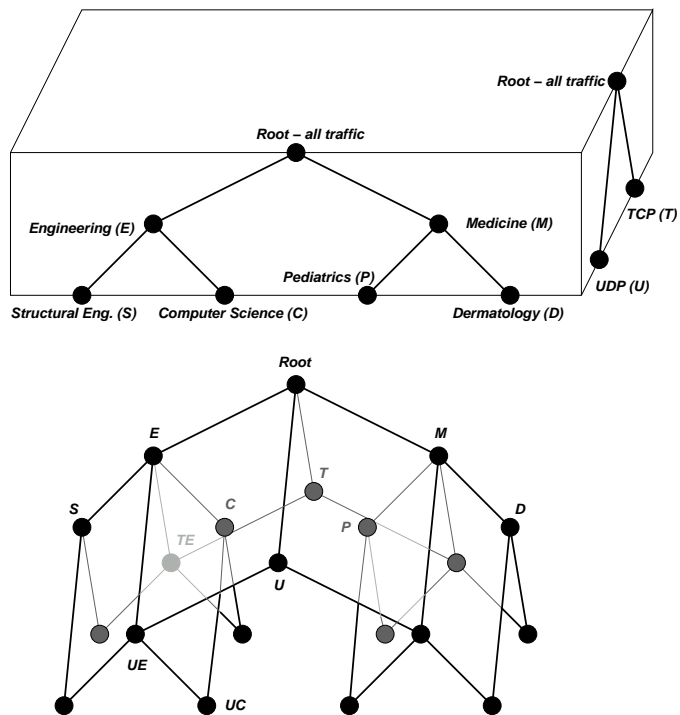 Root – all traffic
Root – all traffic
Engineering (E)
Medicine (M)
TCP (T)
Pediatrics (P)
UDP (U)
Structural Eng. (S)
Computer Science (C)
Dermatology (D)
Root
E
M
T
S
C
D
P
TE
U
UE
UC